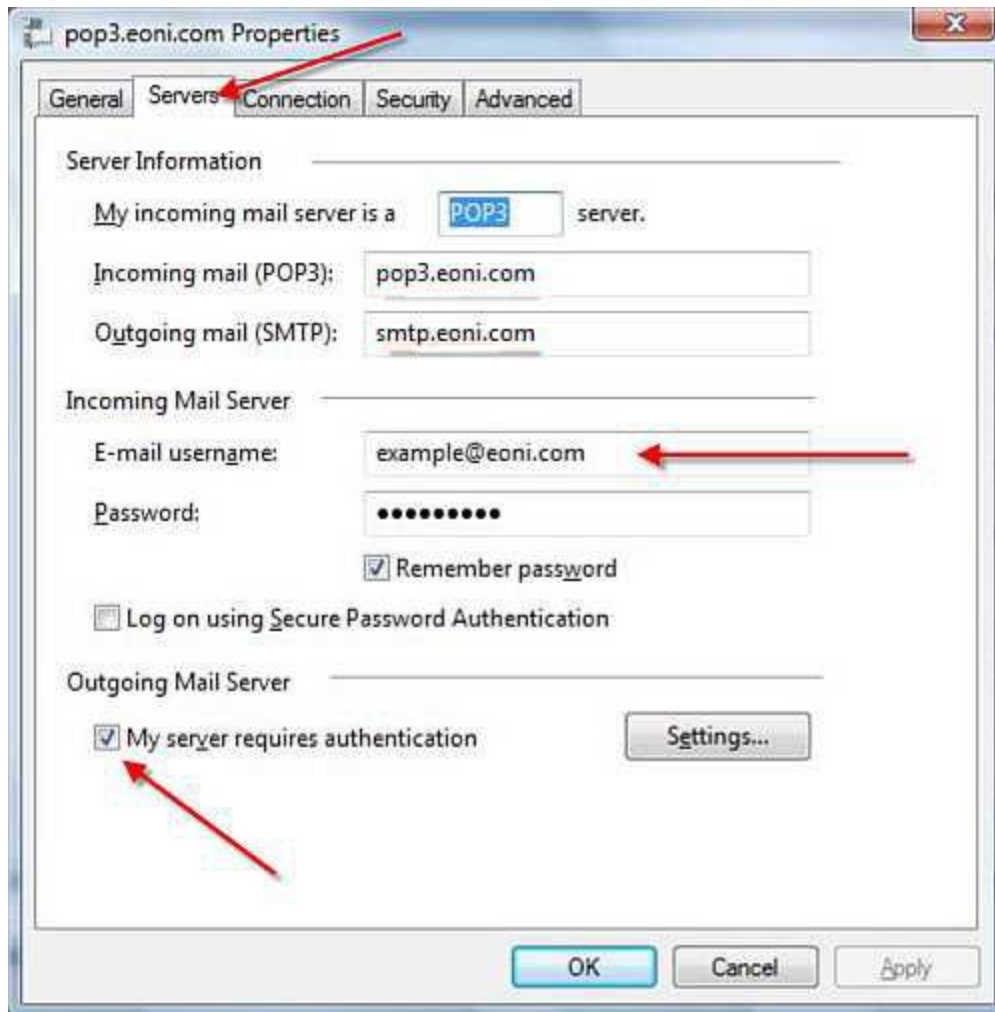 pop3.eoni.com Properties
General Servers Connection Security Advanced
Server Information
My incoming mail server is a POP3 server.
Incoming mail (POP3): pop3.eoni.com
Outgoing mail (SMTP): smtp.eoni.com
Incoming Mail Server
E-mail username: example@eoni.com
Password: •••••••••
Remember password
Log on using Secure Password Authentication
Outgoing Mail Server
My server requires authentication Settings...
OK Cancel Apply